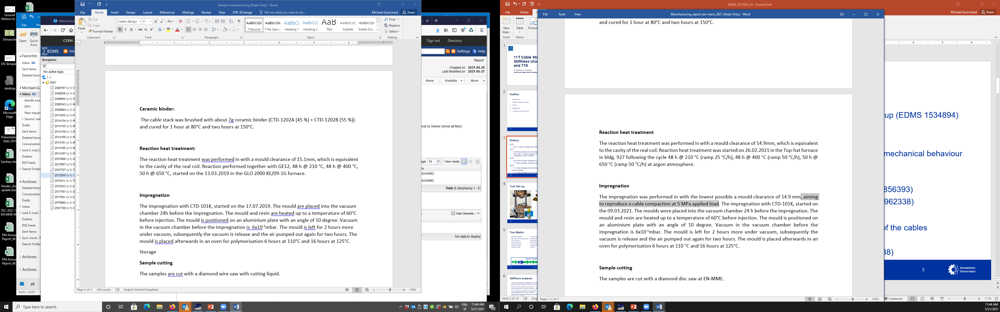 Ground
Motion to
Dimanche
EN Templa
desktop
Microsoft
Edge
Présentatio
Stats 2019
Sanitary tes
Gesdec_An
update bas
TSC-2021-1
EN MME M
PM Annua
Report_M.
PM Annua
Report_M.
File
Ho
Open Quick
Print
Favorites
Inbox 66
Sent Items
Deleted Items
Michael.Gu
Inbox 66
doodle Jura
EDH
New reques
Seismic net
Drafts
Sent Items
Deleted Items
Conversation
Junk E-mail [
Outbox
RSS Feeds
Search Folder
Archives
Deleted Items
Conversation
Drafts
Inbox
Junk E-mail
Outbox
RSS Feeds
Sent Items
Sync Issues 7
Search Folder
Archives
Archives
Items: 14,851
Mechanical
CERN
EDMS Hor
Navigator
No active tags.
[...]
2021
2490767 (v.1) V
2492939 (v.1) n
2499655 (v.1) Te
2506543 (v.1) M
2509894 (v.1) V
2511935 (v.1) H
2514154 (v.1) M
2514155 (v.1) M
2514159 (v.1) M
2514160 (v.1) M
2514161 (v.1) M
2514165 (v.1) M
2514167 (v.1) M
2537660 (v.1) G
2537667 (v.1) G
2537707 (v.1) Te
2572505 (v.1) 1
2572511 (v.1) Tl
2572543 (v.1) E
2577767 (v.1) S
2577951 (v.1) E
2579992 (v.1) V
2581708 (v.1) C
Sample manufacturing [Read-Only] - Word
File Home Insert Design Layout References Mailings Review View PDF-XChange Tell me what you want to do... Michael Guinchard Share
Paste
Cut
Copy
Format Painter
Calibri (Body) 11
¶ Normal
¶ No Spac...
Heading 1
Heading 2
Title
Subtitle
Subtle Em...
Find
Replace
Select
Clipboard Font Paragraph Styles Editing
Ceramic binder:
The cable stack was brushed with about 7g ceramic binder (CTD-1202A (45 %) + CTD-1202B (55 %))
and cured for 1 hour at 80°C and two hours at 150°C.
Reaction heat treatment:
The reaction heat treatment was performed in with a mould clearance of 15.1mm, which is equivalent
to the cavity of the real coil. Reaction performed together with GE12, 48 h @ 210 °C, 48 h @ 400 °C,
50 h @ 650 °C, started on the 13.03.2019 in the GLO 2000 KE/09-1G furnace.
Impregnation
The impregnation with CTD-101K, started on the 17.07.2019. The mould are placed into the vacuum
chamber 24h before the impregnation. The mould and resin are heated up to a temperature of 60°C
before injection. The mould is positioned on an aluminium plate with an angle of 10 degree. Vacuum
in the vacuum chamber before the impregnation is 6x10⁻¹mbar. The mould is left for 2 hours more
under vacuum, subsequently the vacuum is release and the air pumped out again for two hours. The
mould is placed afterwards in an oven for polymerisation 6 hours at 110°C and 16 hours at 125°C.
Storage
Sample cutting
The samples are cut with a diamond wire saw with cutting liquid.
Page 3 of 3 430 words English (United Kingdom) 140%
Sign out Directory
Settings Help
Report
Created on 2021-04-29
Last Modified on 2021-05-21
Share Visibility More
oval by Owner (show all files)
age 10 View mode:
by
NCHARD
NCHARD
Total: 2 (displaying 1 - 2)
Hide Obsolete »
No data to display
Type here to search
FRA
SF
11:44 AM
5/21/2021
26
EDMS_2572505_V3 - PowerPoint
File Home
Michael Guinchard Share
New
Slide
Table
Picture
Slides Tables
1
11T Cable Sta
Stiffness char
and 77K
2
Outline
3
History
2016
2017
2018
2019
4
Test Set-up
5
Test Matrix
6
Stiffness analysis
Slide 3 of 14
File Tools View
Manufacturing_report_ten-stack_2021 [Read-Only] - Word
and cured for 1 hour at 80°C and two hours at 150°C.
Reaction heat treatment
The reaction heat treatment was performed in with a mould clearance of 14.9mm, which is equivalent
to the cavity of the real coil. Reaction heat treatment was started on 26.02.2021 in the Top-hat furnace
in bldg. 927 following the cycle 48 h @ 210 °C (ramp 25 °C/h), 48 h @ 400 °C (ramp 50 °C/h), 50 h @
650 °C (ramp 50 °C/h) at argon atmosphere.
Impregnation
The impregnation was performed in with the lowest possible a mould clearance of 14.9 mm, aiming
to reproduce a cable compaction at 5 MPa applied load. The impregnation with CTD-101K, started on
the 09.03.2021. The moulds were placed into the vacuum chamber 24 h before the impregnation. The
mould and resin are heated up to a temperature of 60°C before injection. The mould is positioned on
an aluminium plate with an angle of 10 degree. Vacuum in the vacuum chamber before the
impregnation is 6x10⁻¹mbar. The mould is left for 2 hours more under vacuum, subsequently the
vacuum is release and the air pumped out again for two hours. The mould is placed afterwards in an
oven for polymerisation 6 hours at 110 °C and 16 hours at 125°C.
Sample cutting
The samples are cut with a diamond disc saw at EN-MME.
Pages 1-2 of 3 140%
up (EDMS 1534894)
mechanical behaviour
856393)
962338)
of the cables
38)
3
ENGINEERING
DEPARTMENT
Comments 117%
11:44 AM
5/21/2021